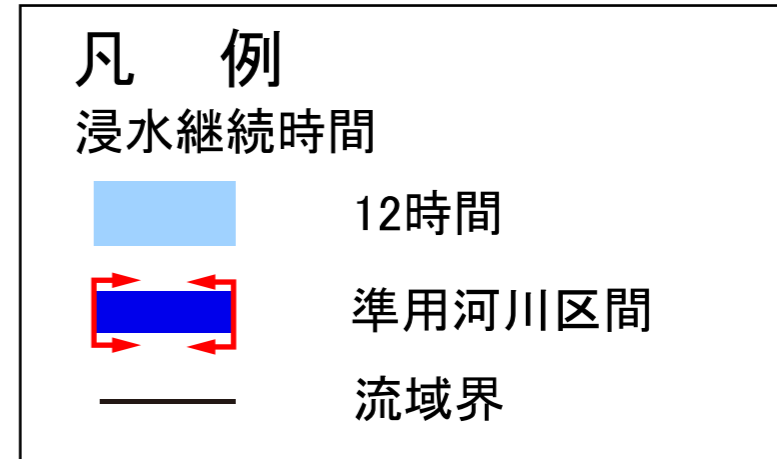 凡　例
浸水継続時間
12時間
準用河川区間
流域界